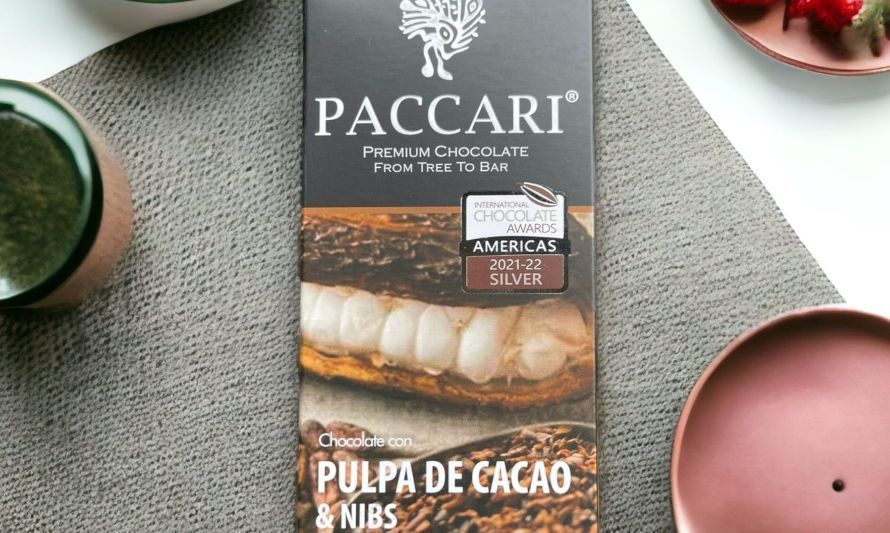 PACCARI®
PREMIUM CHOCOLATE
FROM TREE TO BAR
INTERNATIONAL
CHOCOLATE
AWARDS
AMERICAS
2021-22
SILVER
Chocolate con
PULPA DE CACAO
& NIBS